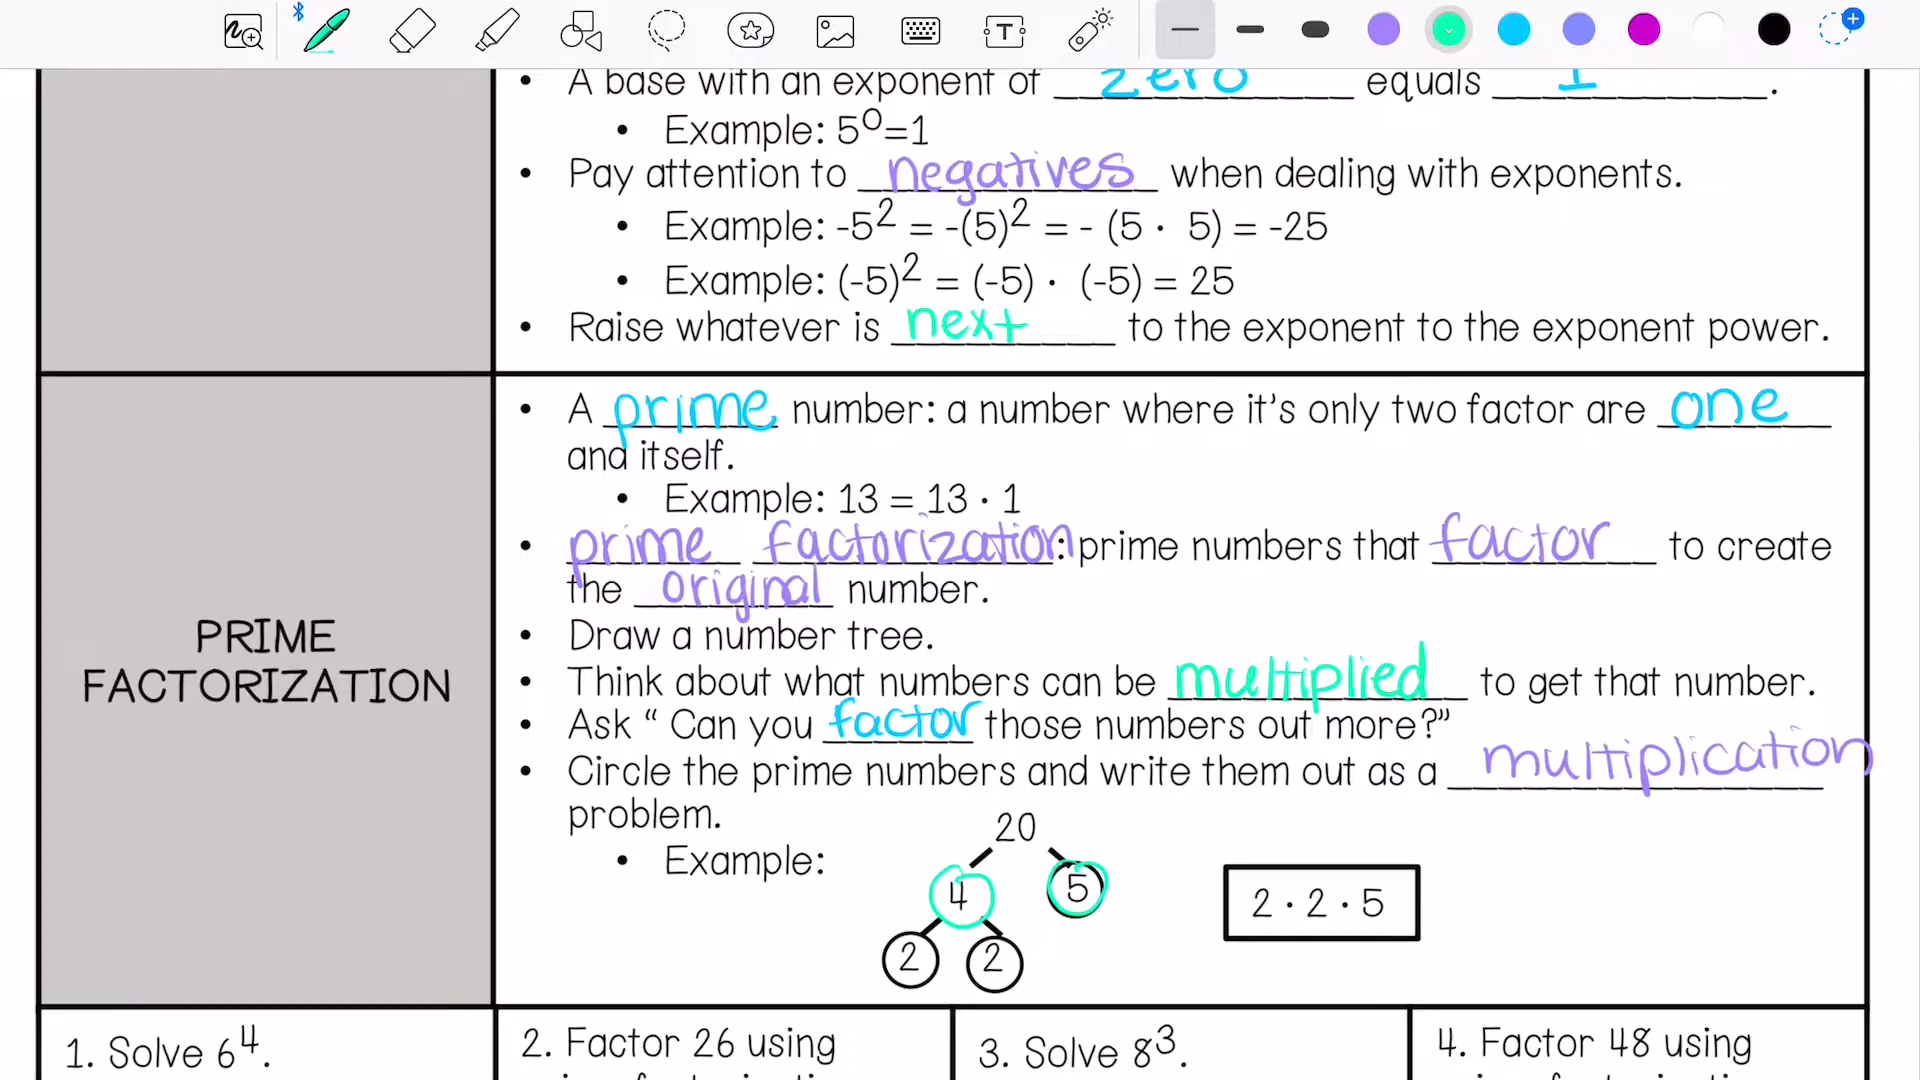 • A base with an exponent of zero equals 1.
• Example: 5⁰=1
• Pay attention to negatives when dealing with exponents.
• Example: -5² = -(5)² = - (5 · 5) = -25
• Example: (-5)² = (-5) · (-5) = 25
• Raise whatever is next to the exponent to the exponent power.
PRIME
FACTORIZATION
• A prime number: a number where it's only two factor are one
and itself.
• Example: 13 = 13 · 1
• prime factorization: prime numbers that factor to create
the original number.
• Draw a number tree.
• Think about what numbers can be multiplied to get that number.
• Ask “ Can you factor those numbers out more?”
• Circle the prime numbers and write them out as a multiplication
problem.
• Example:
20
4 5
2 2
2 · 2 · 5
1. Solve 6⁴.
2. Factor 26 using
3. Solve 8³.
4. Factor 48 using